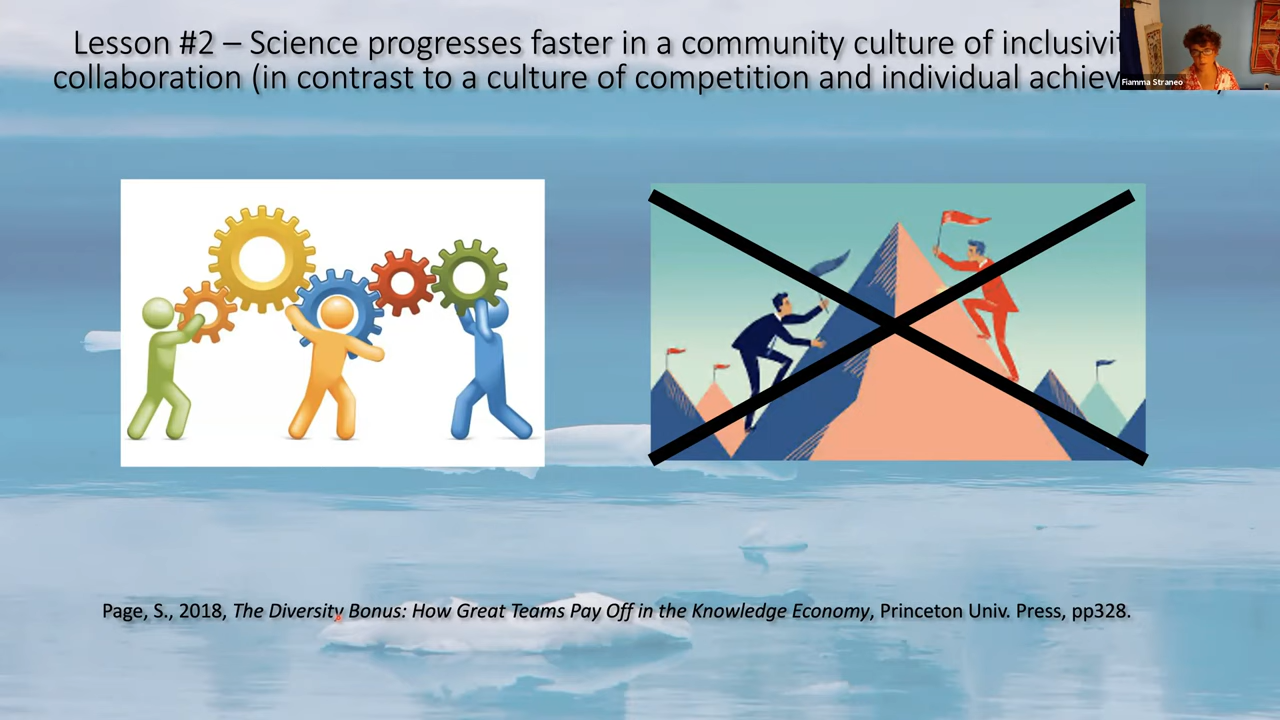 Lesson #2 – Science progresses faster in a community culture of
collaboration (in contrast to a culture of competition and individual
Fiamma Straneo
Page, S., 2018, The Diversity Bonus: How Great Teams Pay Off in the Knowledge Economy, Princeton Univ. Press, pp328.